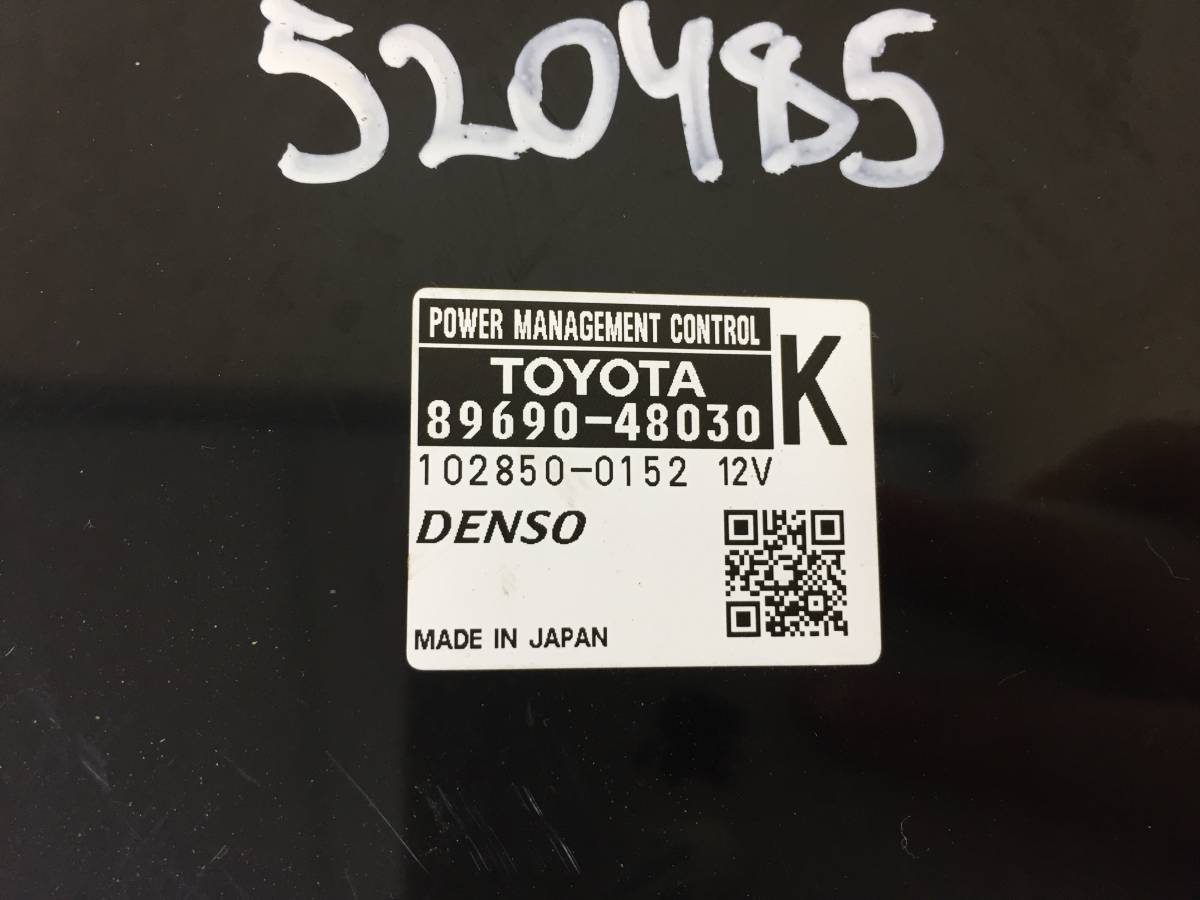 520485
POWER MANAGEMENT CONTROL
TOYOTA
89690-48030
K
102850-0152 12V
DENSO
MADE IN JAPAN